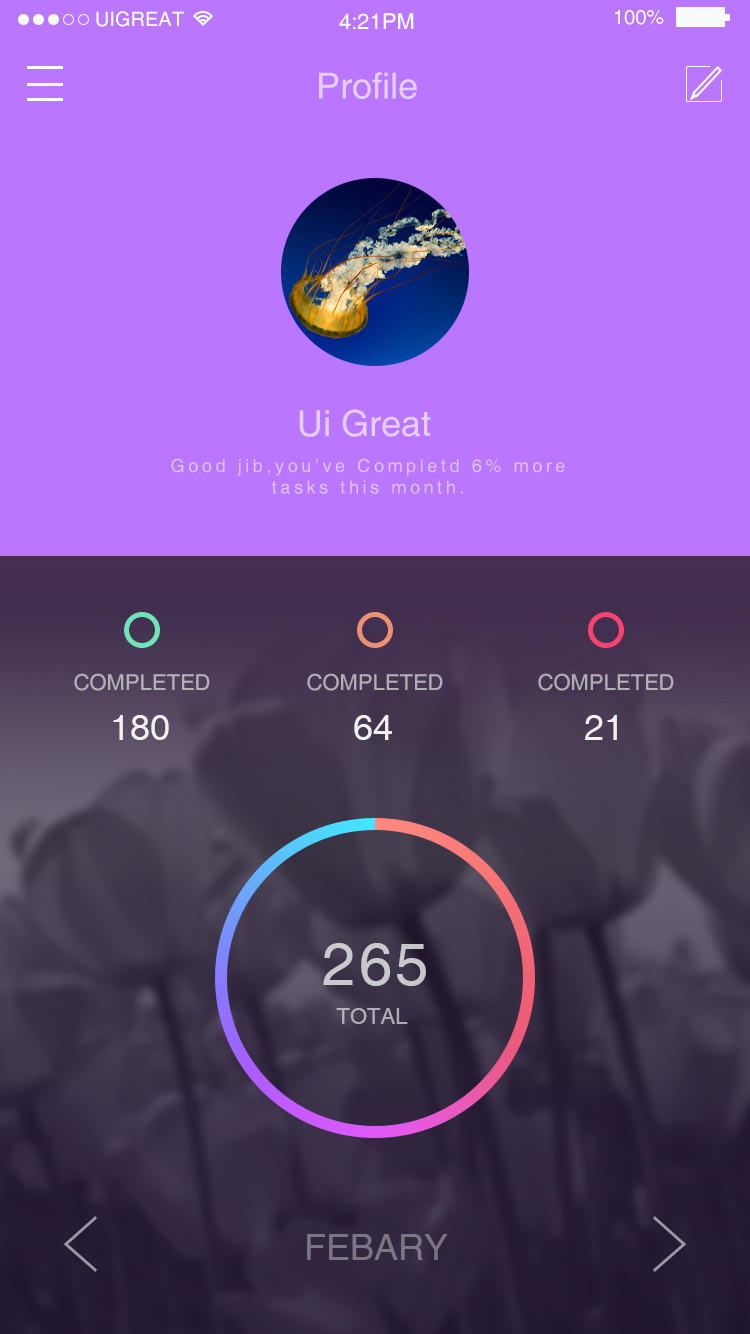 UIGREAT 4:21PM 100%
Profile
Ui Great
Good jib,you've Completd 6% more
tasks this month.
COMPLETED COMPLETED COMPLETED
180 64 21
265
TOTAL
FEBARY